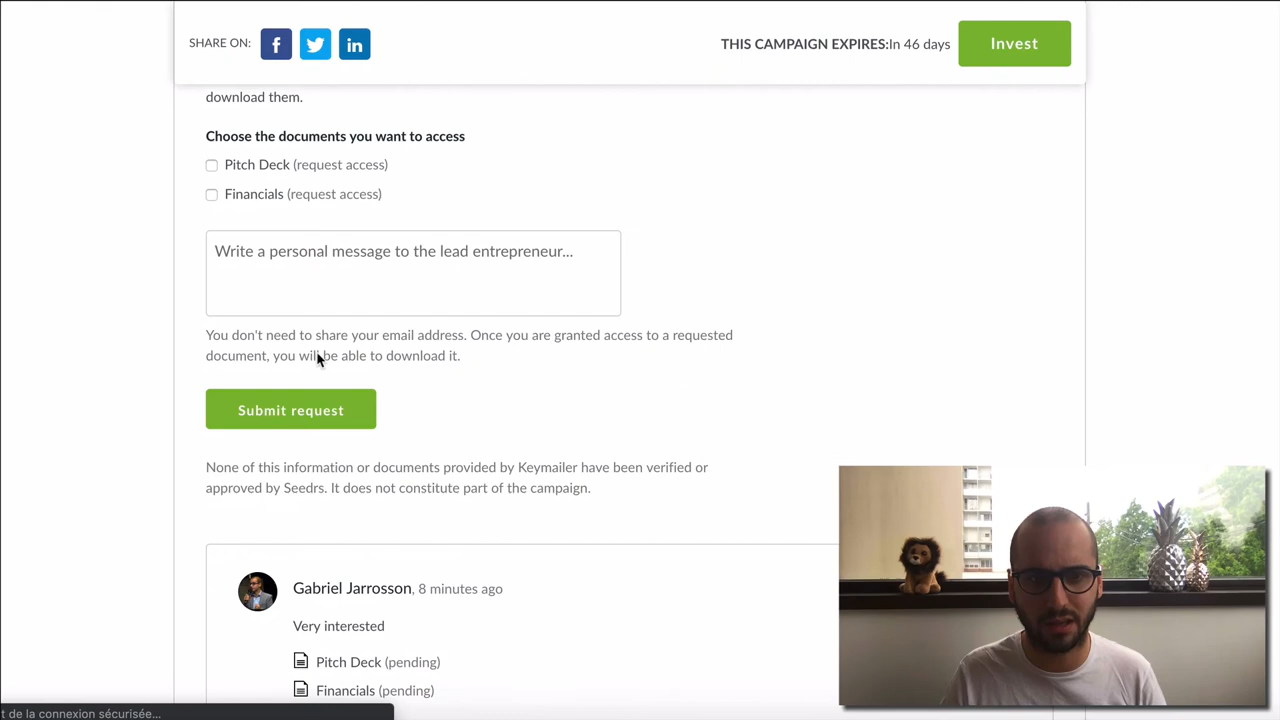 SHARE ON:
THIS CAMPAIGN EXPIRES:In 46 days
Invest
download them.
Choose the documents you want to access
Pitch Deck (request access)
Financials (request access)
Write a personal message to the lead entrepreneur...
You don't need to share your email address. Once you are granted access to a requested
document, you will be able to download it.
Submit request
None of this information or documents provided by Keymailer have been verified or
approved by Seedrs. It does not constitute part of the campaign.
Gabriel Jarrosson, 8 minutes ago
Very interested
Pitch Deck (pending)
Financials (pending)
t de la connexion sécurisée...